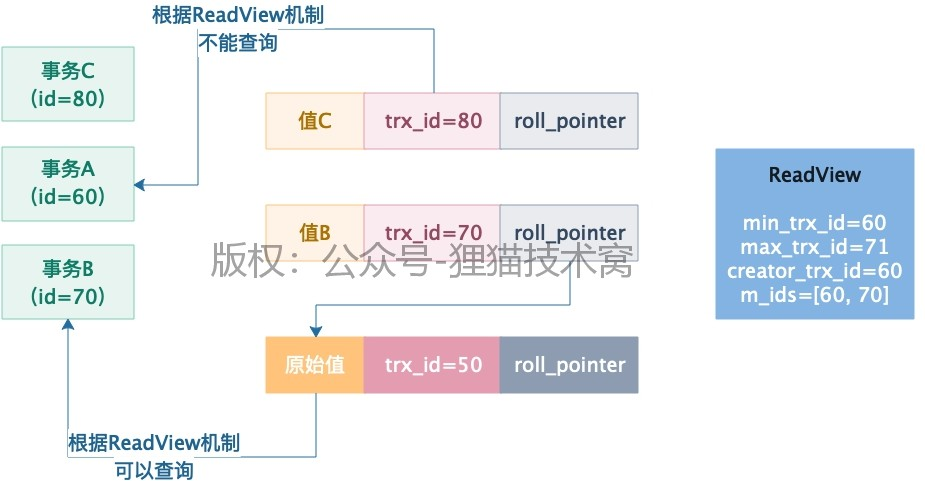 根据ReadView机制
不能查询
事务C
（id=80）
值C
trx_id=80
roll_pointer
事务A
（id=60）
ReadView
min_trx_id=60
max_trx_id=71
creator_trx_id=60
m_ids=[60, 70]
值B
trx_id=70
roll_pointer
版权：公众号-狸猫技术窝
事务B
（id=70）
原始值
trx_id=50
roll_pointer
根据ReadView机制
可以查询